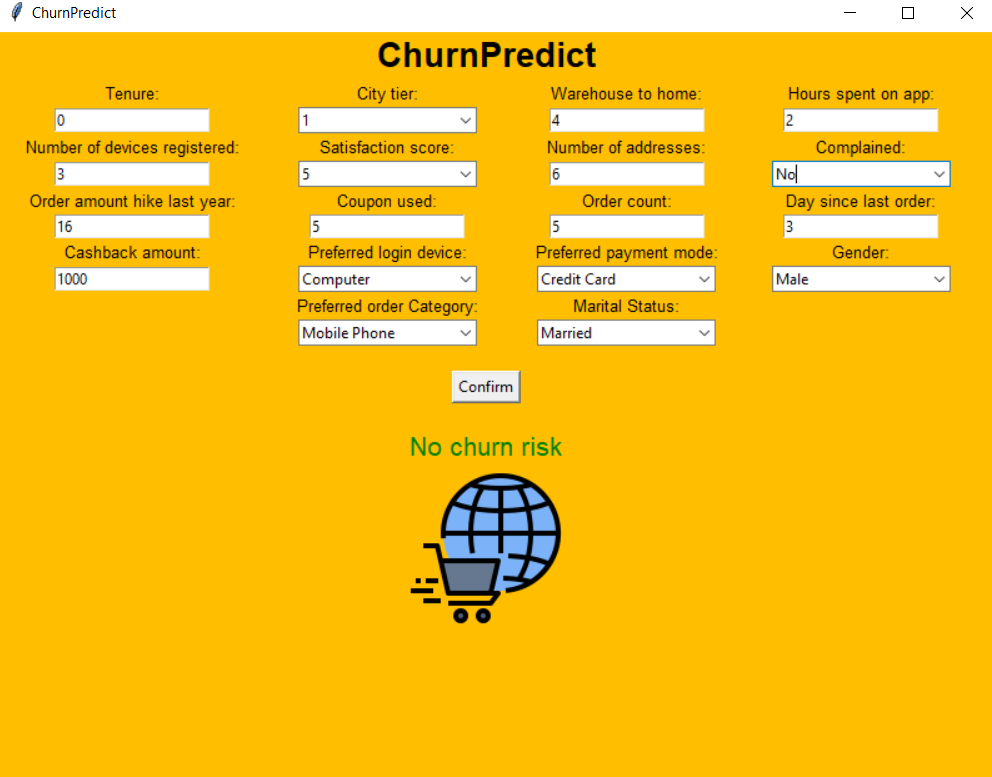 ChurnPredict
ChurnPredict
Tenure: City tier: Warehouse to home: Hours spent on app:
0 1 4 2
Number of devices registered: Satisfaction score: Number of addresses: Complained:
3 5 6 No
Order amount hike last year: Coupon used: Order count: Day since last order:
16 5 5 3
Cashback amount: Preferred login device: Preferred payment mode: Gender:
1000 Computer Credit Card Male
Preferred order Category: Marital Status:
Mobile Phone Married
Confirm
No churn risk